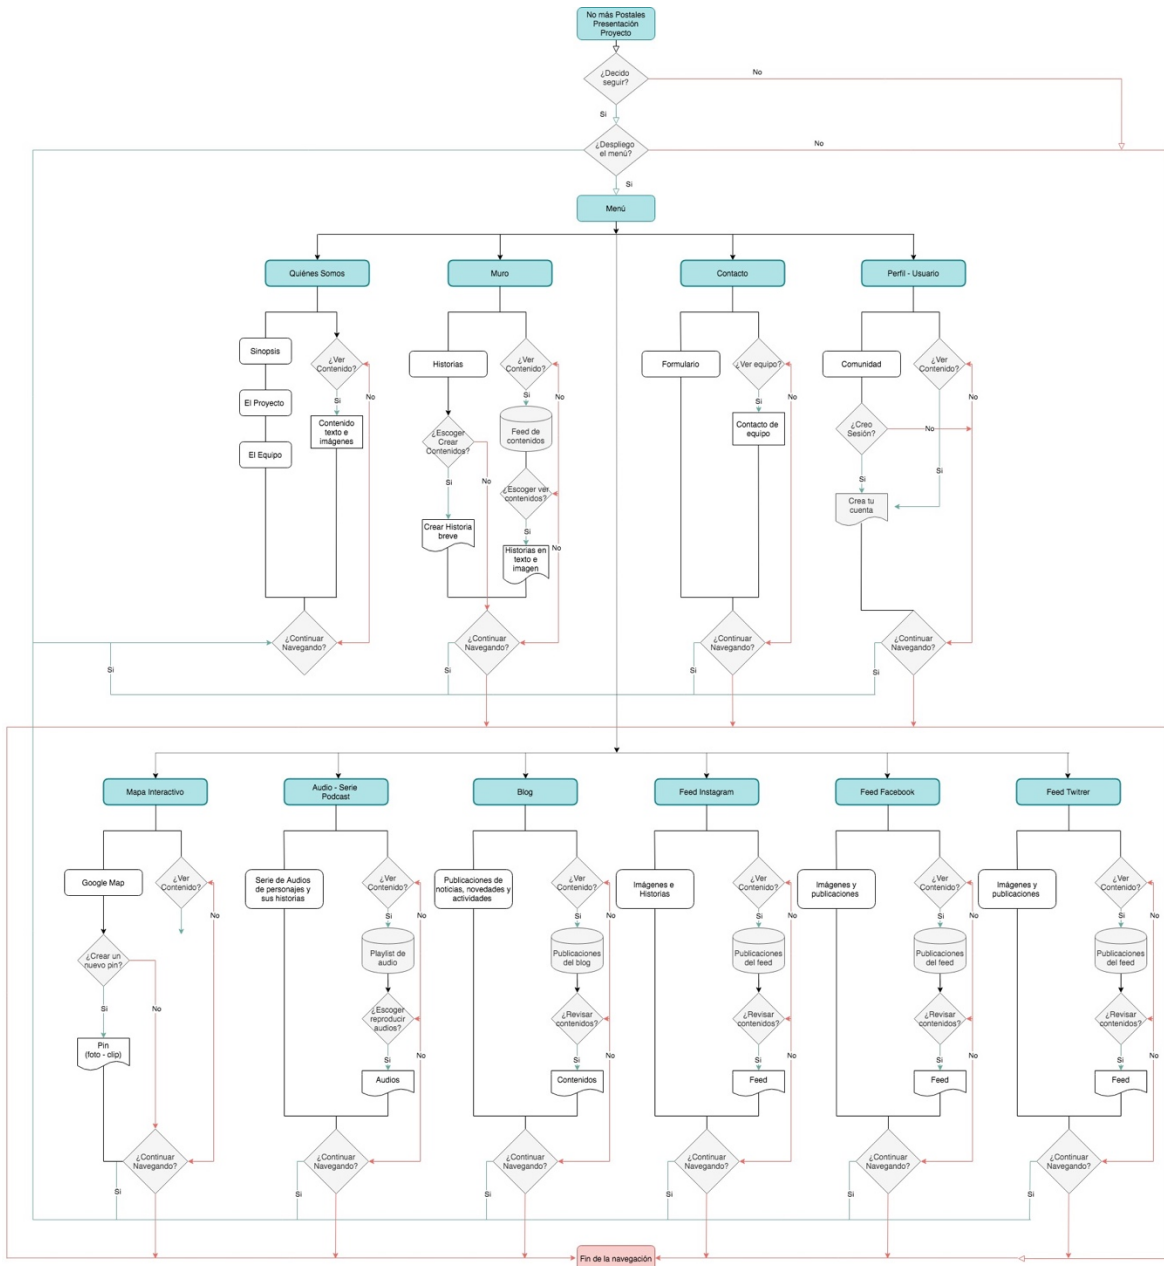 No más Postales
Presentación
Proyecto
¿Decido
seguir?
No
Si
¿Despliego
el menú?
No
Si
Menú
Quiénes Somos
Muro
Contacto
Perfil - Usuario
Sinopsis
El Proyecto
El Equipo
¿Ver
Contenido?
No
Si
Contenido
texto e
imágenes
¿Continuar
Navegando?
Si
Historias
¿Escoger
Crear
Contenidos?
No
Si
Crear Historia
breve
¿Ver
Contenido?
No
Si
Feed de
contenidos
¿Escoger ver
contenidos?
Si
No
Historias en
texto e
imagen
¿Continuar
Navegando?
Si
Formulario
¿Ver equipo?
No
Si
Contacto de
equipo
¿Continuar
Navegando?
Si
Comunidad
¿Creo
Sesión?
No
Si
Crea tu
cuenta
¿Ver
Contenido?
No
Si
¿Continuar
Navegando?
Si
Mapa Interactivo
Audio - Serie
Podcast
Blog
Feed Instagram
Feed Facebook
Feed Twitrer
Google Map
¿Crear un
nuevo pin?
Si
No
Pin
(foto - clip)
¿Ver
Contenido?
No
¿Continuar
Navegando?
Si
Serie de Audios
de personajes y
sus historias
¿Ver
Contenido?
No
Si
Playlist de
audio
¿Escoger
reproducir
audios?
Si
No
Audios
¿Continuar
Navegando?
Si
Publicaciones de
noticias, novedades y
actividades
¿Ver
Contenido?
No
Si
Publicaciones
del blog
¿Revisar
contenidos?
Si
No
Contenidos
¿Continuar
Navegando?
Si
Imágenes e
Historias
¿Ver
Contenido?
No
Si
Publicaciones
del feed
¿Revisar
contenidos?
Si
No
Feed
¿Continuar
Navegando?
Si
Imágenes y
publicaciones
¿Ver
Contenido?
No
Si
Publicaciones
del feed
¿Revisar
contenidos?
Si
No
Feed
¿Continuar
Navegando?
Si
Imágenes y
publicaciones
¿Ver
Contenido?
No
Si
Publicaciones
del feed
¿Revisar
contenidos?
Si
No
Feed
¿Continuar
Navegando?
Si
Fin de la navegación